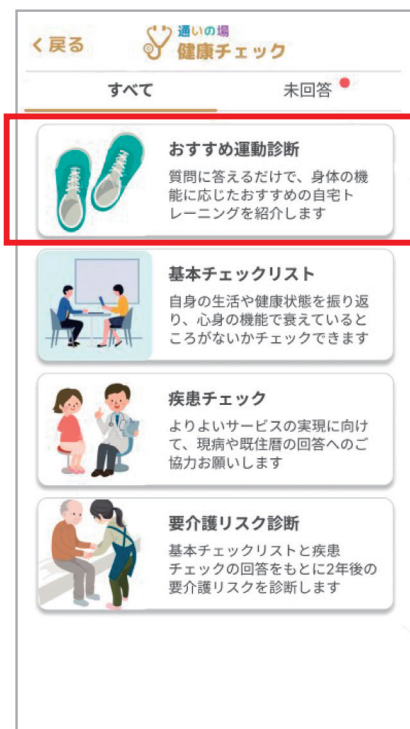 く戻る
通いの場
健康チェック
すべて
未回答
おすすめ運動診断
質問に答えるだけで、身体の機
能に応じたおすすめの自宅ト
レーニングを紹介します
基本チェックリスト
自身の生活や健康状態を振り返
り、心身の機能で衰えていると
ころがないかチェックできます
疾患チェック
よりよいサービスの実現に向け
て、現病や既住暦の回答へのご
協力お願いします
要介護リスク診断
基本チェックリストと疾患
チェックの回答をもとに2年後の
要介護リスクを診断します